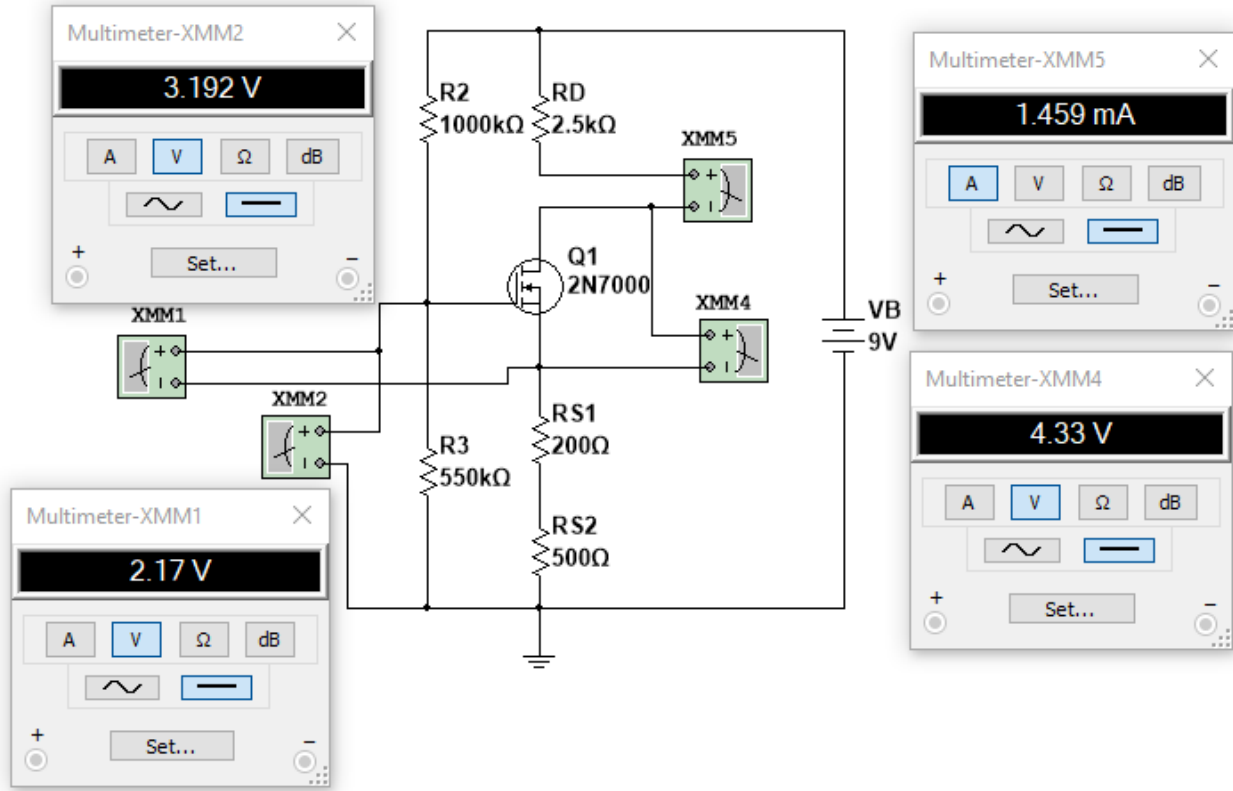 Multimeter-XMM2
3.192 V
A V Ω dB
+ Set... −
XMM1
+
I
XMM2
+
I
Multimeter-XMM1
2.17 V
A V Ω dB
+ Set... −
R2
1000kΩ
RD
2.5kΩ
XMM5
+
I
Q1
2N7000
XMM4
+
I
VB
9V
R3
550kΩ
RS1
200Ω
RS2
500Ω
Multimeter-XMM5
1.459 mA
A V Ω dB
+ Set... −
Multimeter-XMM4
4.33 V
A V Ω dB
+ Set... −